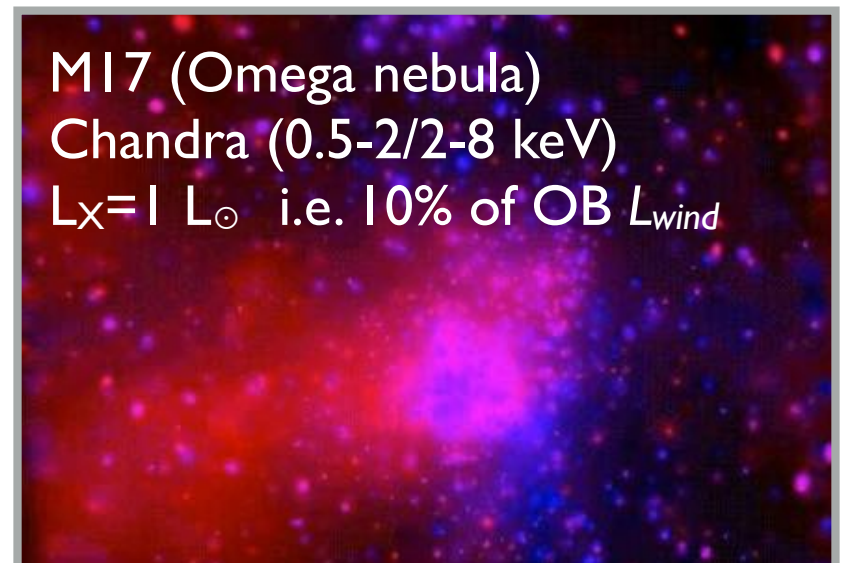 M17 (Omega nebula)
Chandra (0.5-2/2-8 keV)
Lx=1 L☉ i.e. 10% of OB Lwind